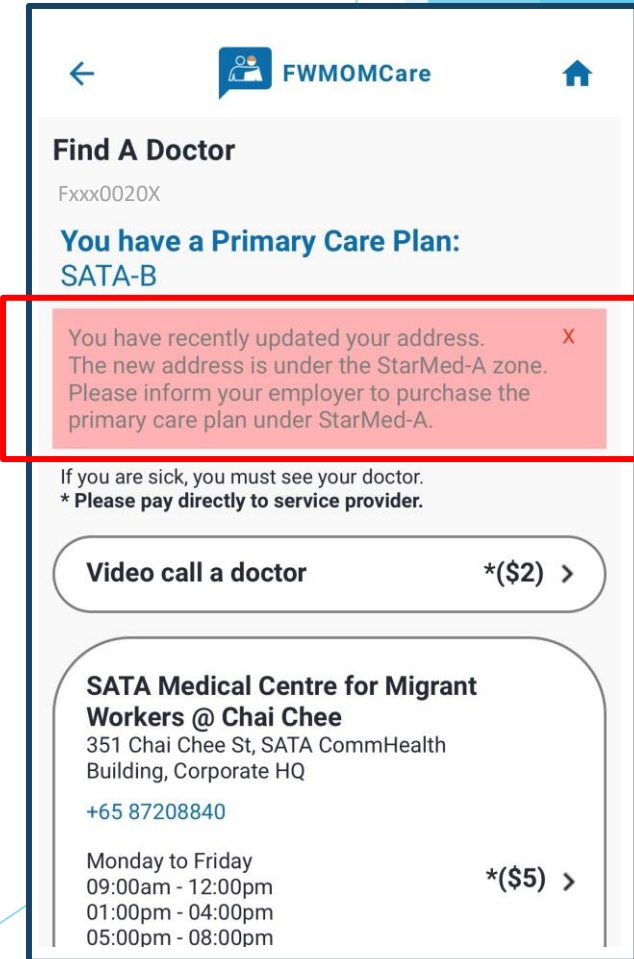 FWMOMCare
Find A Doctor
Fxxx0020X
You have a Primary Care Plan:
SATA-B
You have recently updated your address. X
The new address is under the StarMed-A zone.
Please inform your employer to purchase the
primary care plan under StarMed-A.
If you are sick, you must see your doctor.
* Please pay directly to service provider.
Video call a doctor *($2) >
SATA Medical Centre for Migrant
Workers @ Chai Chee
351 Chai Chee St, SATA CommHealth
Building, Corporate HQ
+65 87208840
Monday to Friday
09:00am - 12:00pm *($5) >
01:00pm - 04:00pm
05:00pm - 08:00pm